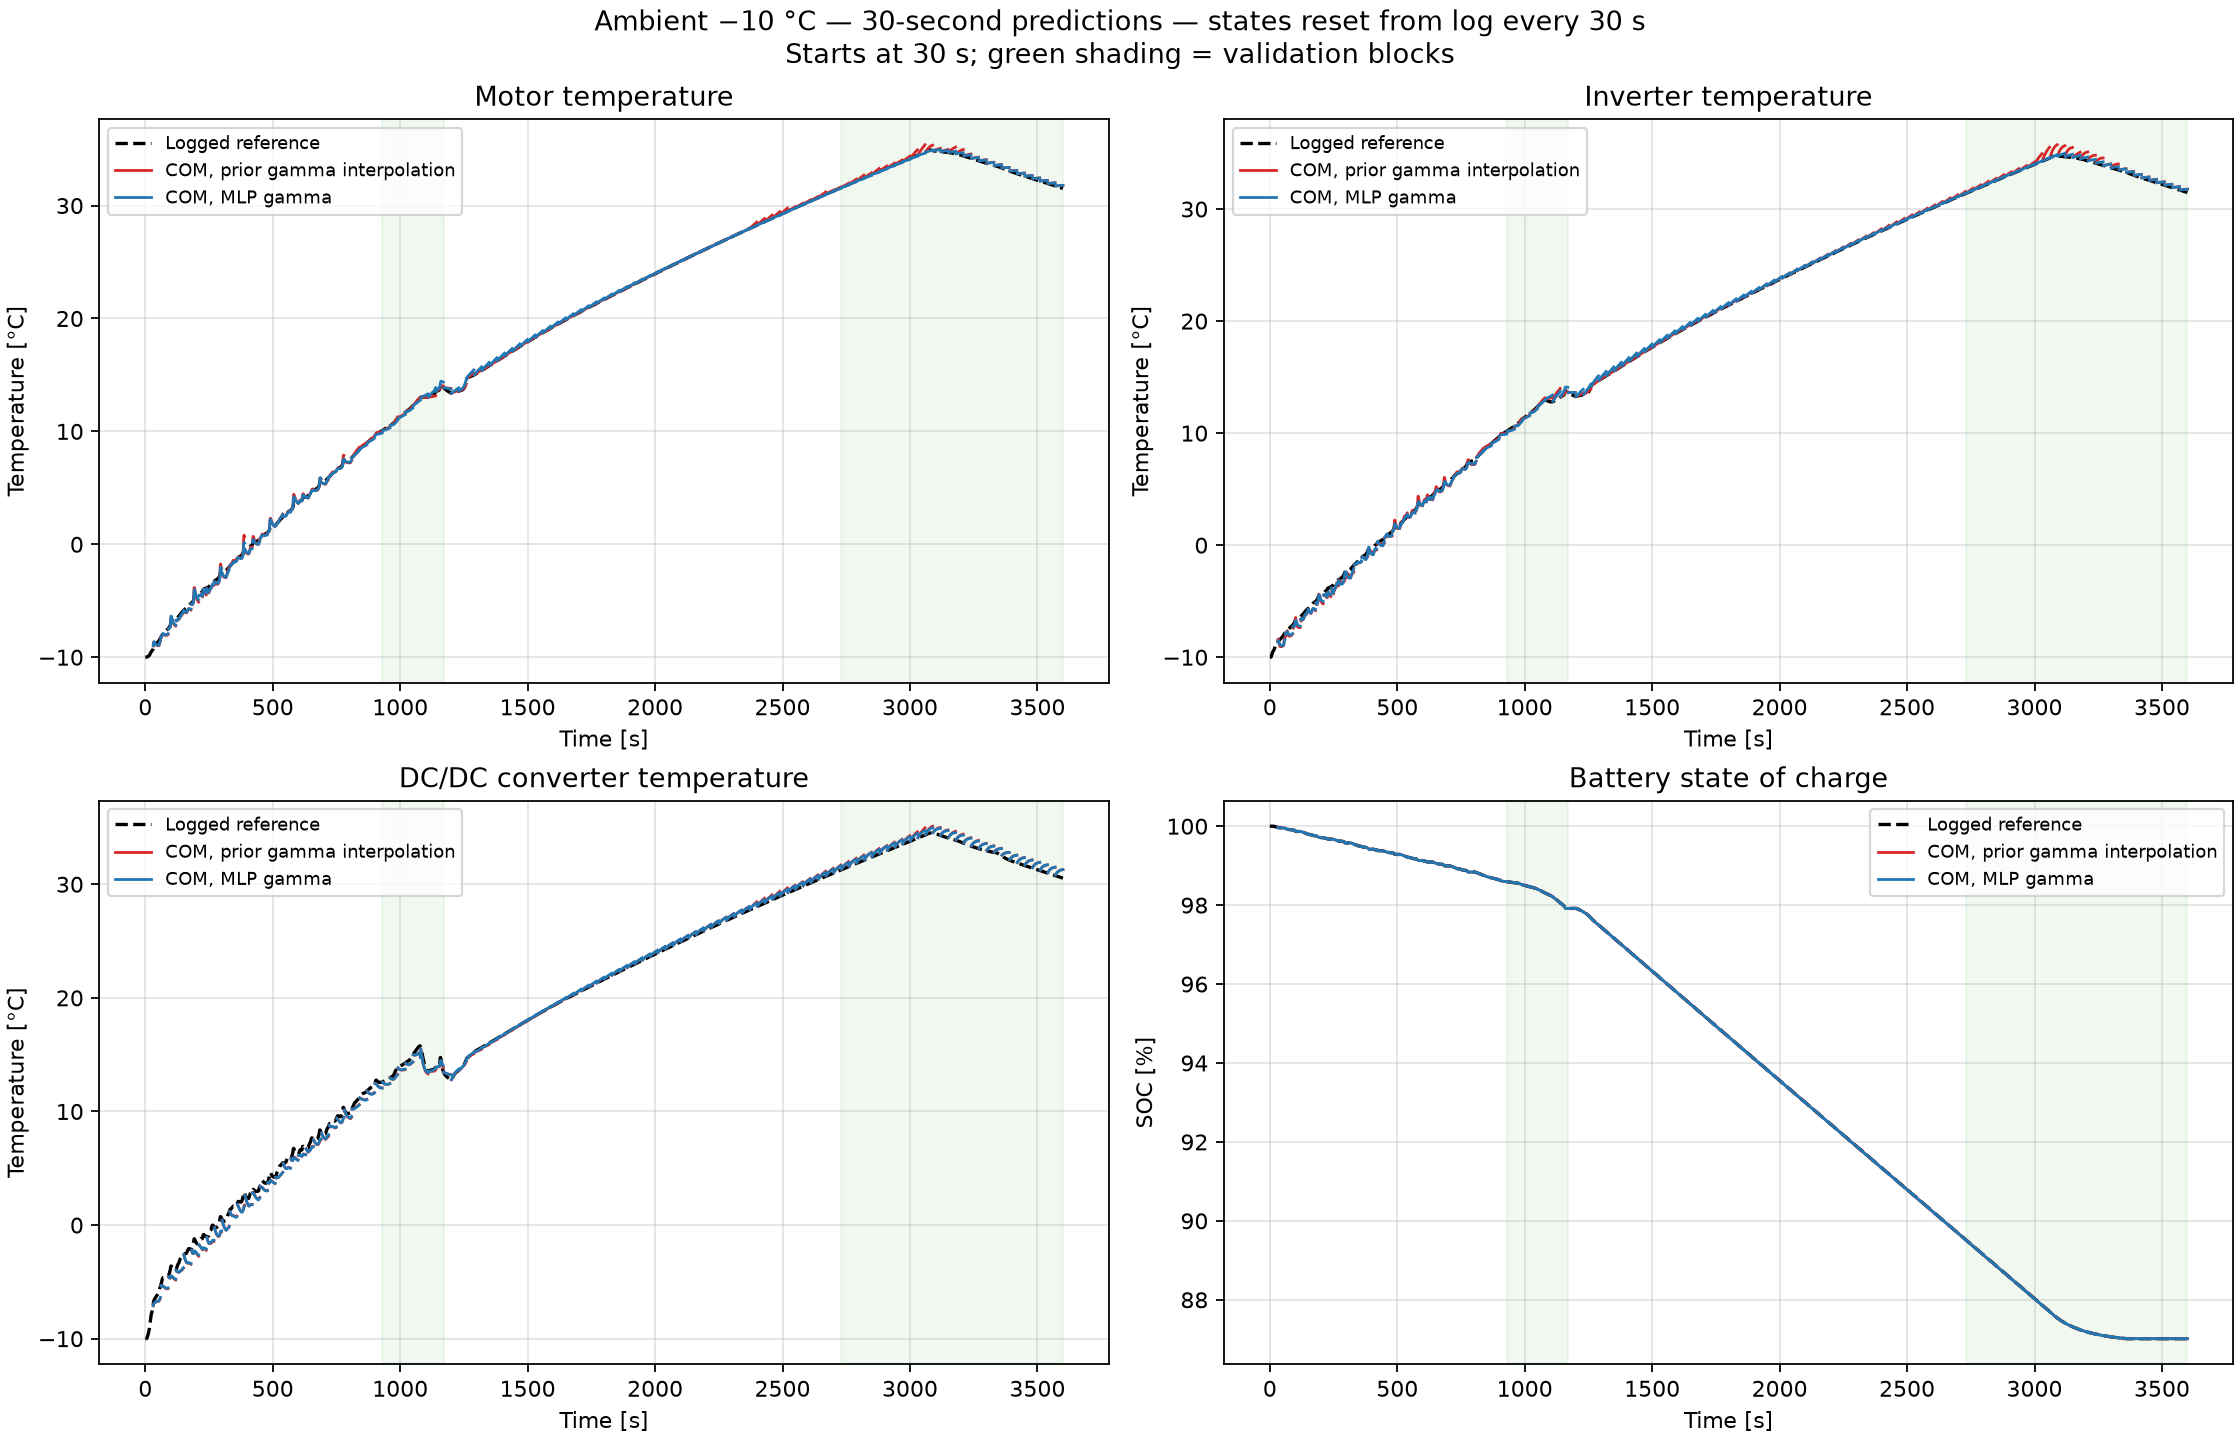 Ambient −10 °C — 30-second predictions — states reset from log every 30 s
Starts at 30 s; green shading = validation blocks
Motor temperature
Logged reference
COM, prior gamma interpolation
COM, MLP gamma
Temperature [°C]
30
20
10
0
−10
0 500 1000 1500 2000 2500 3000 3500
Time [s]
Inverter temperature
Logged reference
COM, prior gamma interpolation
COM, MLP gamma
Temperature [°C]
30
20
10
0
−10
0 500 1000 1500 2000 2500 3000 3500
Time [s]
DC/DC converter temperature
Logged reference
COM, prior gamma interpolation
COM, MLP gamma
Temperature [°C]
30
20
10
0
−10
0 500 1000 1500 2000 2500 3000 3500
Time [s]
Battery state of charge
Logged reference
COM, prior gamma interpolation
COM, MLP gamma
SOC [%]
100
98
96
94
92
90
88
0 500 1000 1500 2000 2500 3000 3500
Time [s]